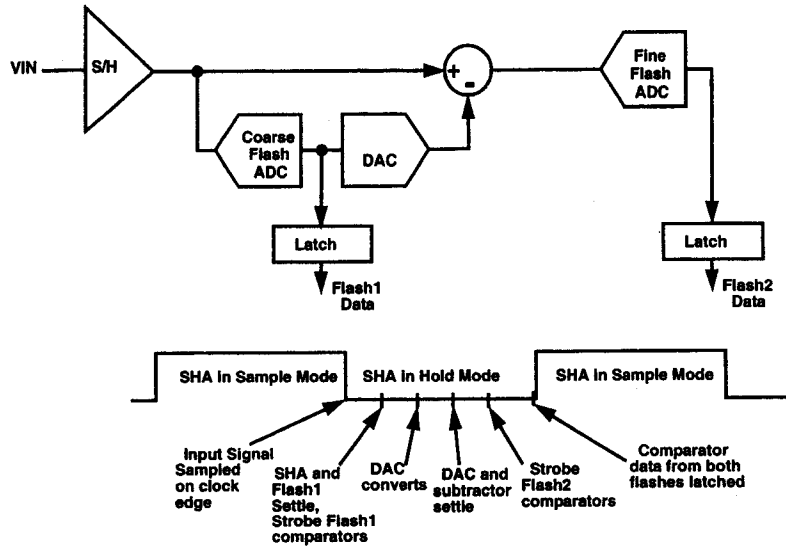 VIN
S/H
+
-
Fine
Flash
ADC
Coarse
Flash
ADC
DAC
Latch
Flash1
Data
Latch
Flash2
Data
SHA in Sample Mode
SHA in Hold Mode
SHA in Sample Mode
Input Signal
Sampled
on clock
edge
SHA and
Flash1
Settle,
Strobe Flash1
comparators
DAC
converts
DAC and
subtractor
settle
Strobe
Flash2
comparators
Comparator
data from both
flashes latched